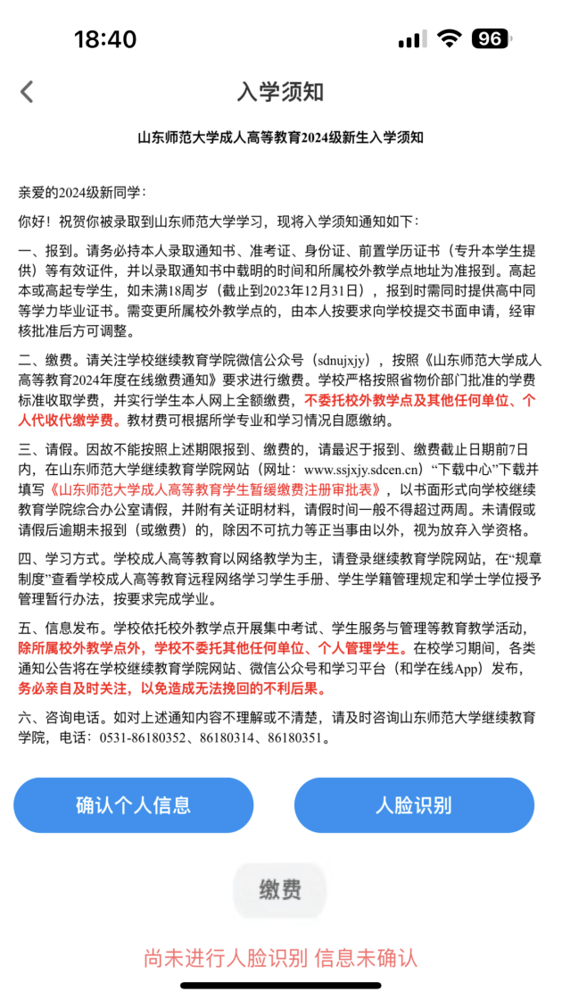 18:40
96
入学须知
山东师范大学成人高等教育2024级新生入学须知
亲爱的2024级新同学：
你好！祝贺你被录取到山东师范大学学习，现将入学须知通知如下：
一、报到。请务必持本人录取通知书、准考证、身份证、前置学历证书（专升本学生提
供）等有效证件，并以录取通知书中载明的时间和所属校外教学点地址为准报到。高起
本或高起专学生，如未满18周岁（截止到2023年12月31日），报到时需同时提供高中同
等学力毕业证书。需变更所属校外教学点的，由本人按要求向学校提交书面申请，经审
核批准后方可调整。
二、缴费。请关注学校继续教育学院微信公众号（sdnujxjy），按照《山东师范大学成人
高等教育2024年度在线缴费通知》要求进行缴费。学校严格按照省物价部门批准的学费
标准收取学费，并实行学生本人网上全额缴费，不委托校外教学点及其他任何单位、个
人代收代缴学费。教材费可根据所学专业和学习情况自愿缴纳。
三、请假。因故不能按照上述期限报到、缴费的，请最迟于报到、缴费截止日期前7日
内，在山东师范大学继续教育学院网站（网址：www.ssjxjy.sdcen.cn）“下载中心”下载并
填写《山东师范大学成人高等教育学生暂缓缴费注册审批表》，以书面形式向学校继续
教育学院综合办公室请假，并附有关证明材料，请假时间一般不得超过两周。未请假或
请假后逾期未报到（或缴费）的，除因不可抗力等正当事由以外，视为放弃入学资格。
四、学习方式。学校成人高等教育以网络教学为主，请登录继续教育学院网站，在“规章
制度”查看学校成人高等教育远程网络学习学生手册、学生学籍管理规定和学士学位授予
管理暂行办法，按要求完成学业。
五、信息发布。学校依托校外教学点开展集中考试、学生服务与管理等教育教学活动，
除所属校外教学点外，学校不委托其他任何单位、个人管理学生。在校学习期间，各类
通知公告将在学校继续教育学院网站、微信公众号和学习平台（和学在线App）发布，
务必亲自及时关注，以免造成无法挽回的不利后果。
六、咨询电话。如对上述通知内容不理解或不清楚，请及时咨询山东师范大学继续教育
学院，电话：0531-86180352、86180314、86180351。
确认个人信息
人脸识别
缴费
尚未进行人脸识别 信息未确认